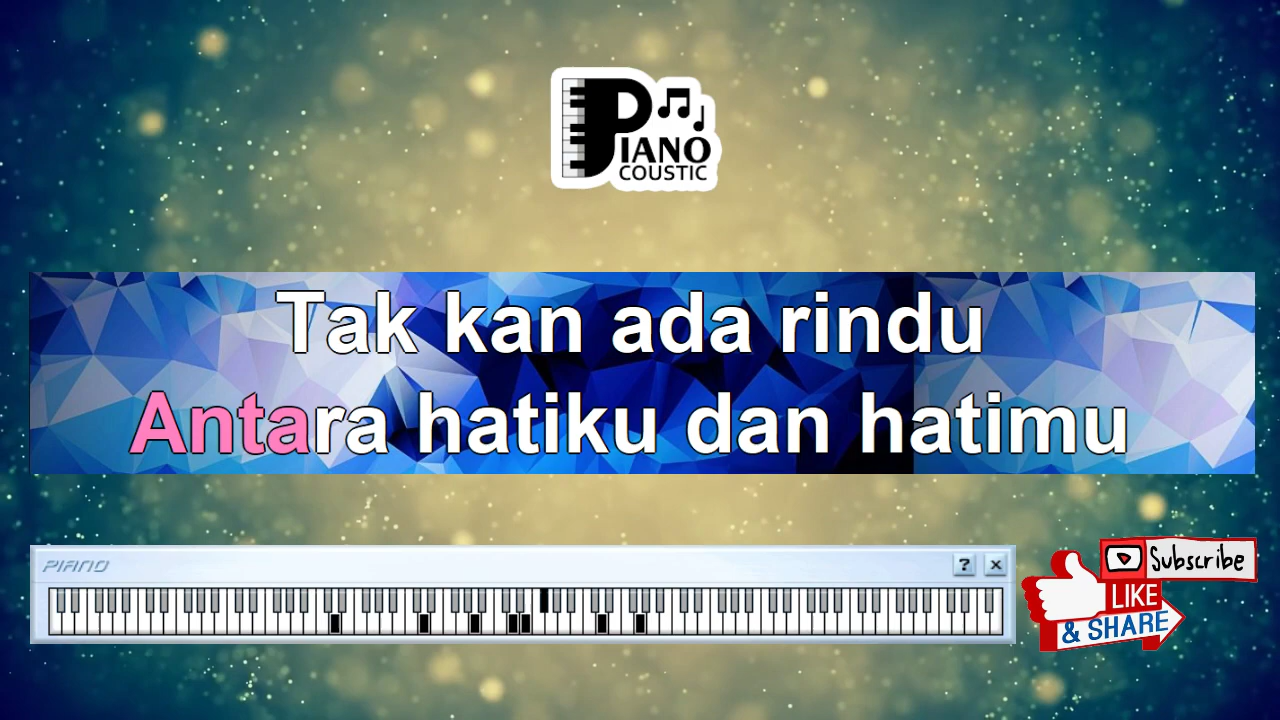 PIANO
COUSTIC
Tak kan ada rindu
Antara hatiku dan hatimu
PIANO
?
Subscribe
LIKE
& SHARE